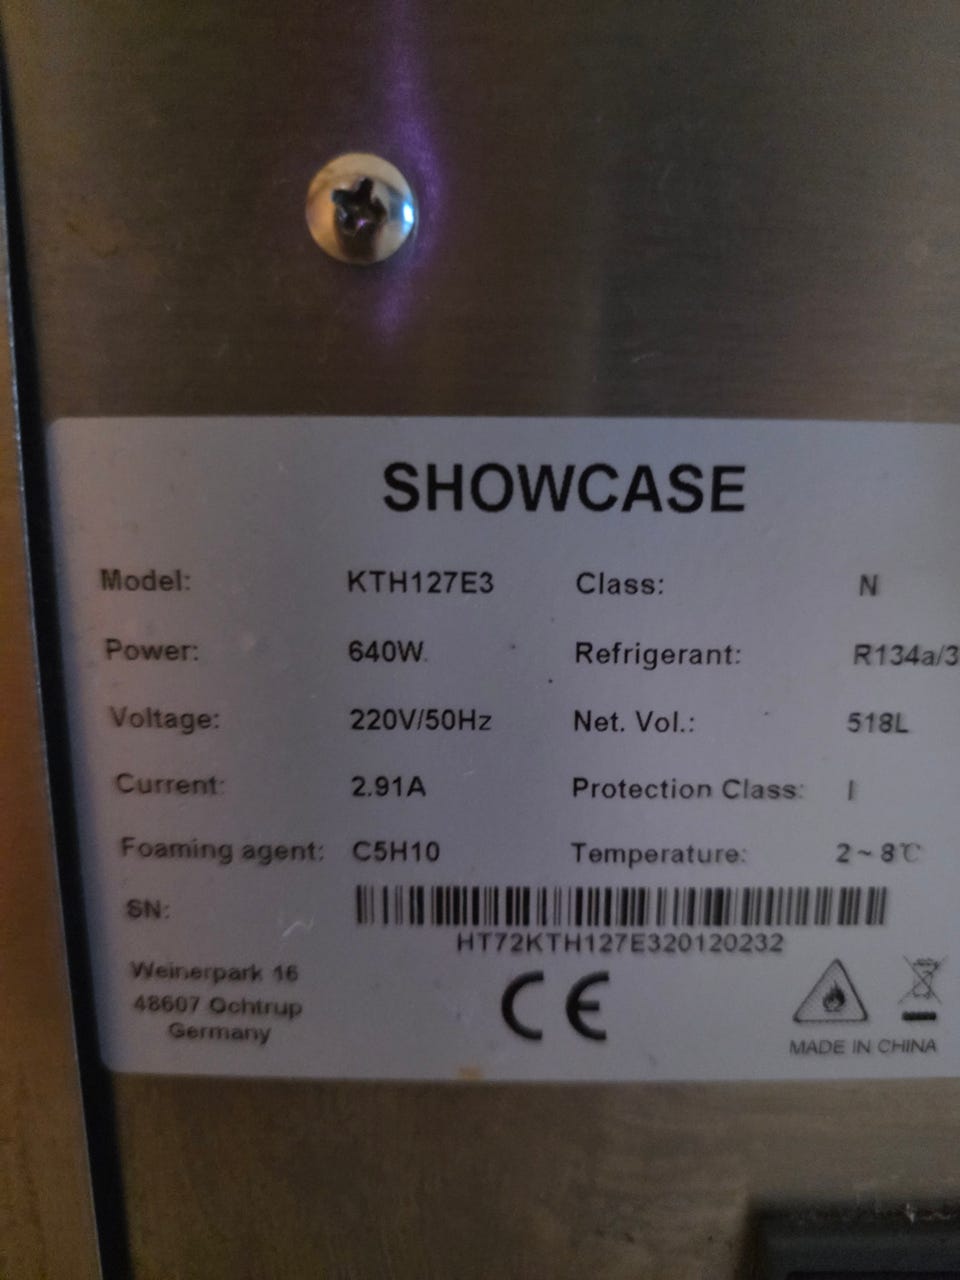 SHOWCASE
Model: KTH127E3 Class: N
Power: 640W Refrigerant: R134a/3
Voltage: 220V/50Hz Net. Vol.: 518L
Current: 2.91A Protection Class: I
Foaming agent: C5H10 Temperature: 2~8℃
SN:
HT72KTH127E320120232
Weinerpark 16
48607 Ochtrup
Germany
CE
MADE IN CHINA